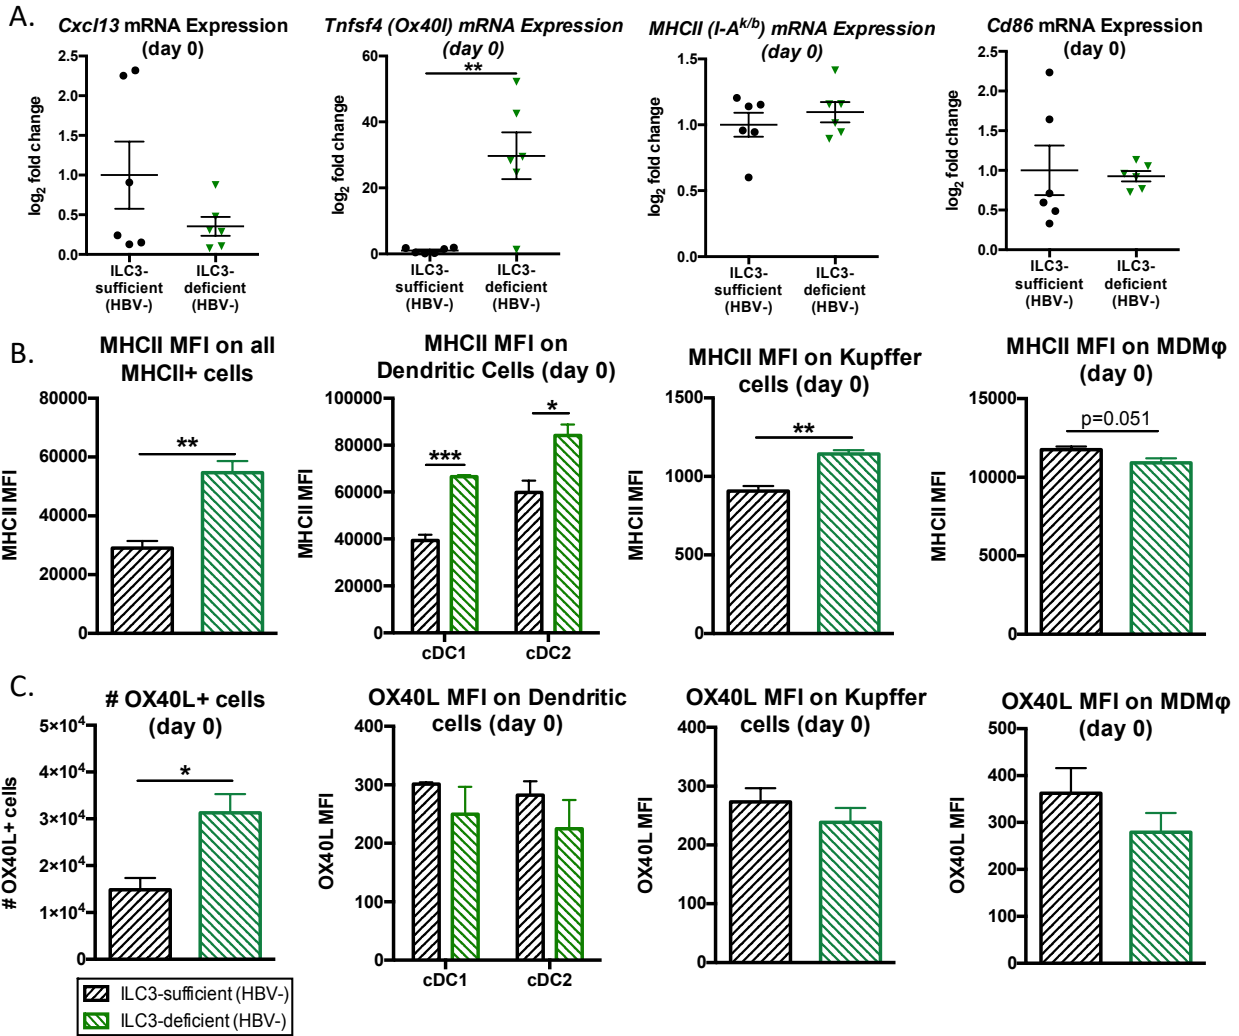 A.
Cxcl13 mRNA Expression
(day 0)
log2 fold change
2.5
2.0
1.5
1.0
0.5
0.0
ILC3-
sufficient
(HBV-)
ILC3-
deficient
(HBV-)
Tnfsf4 (Ox40l) mRNA Expression
(day 0)
**
log2 fold change
60
40
20
0
ILC3-
sufficient
(HBV-)
ILC3-
deficient
(HBV-)
MHCII (I-A^k/b) mRNA Expression
(day 0)
log2 fold change
1.5
1.0
0.5
0.0
ILC3-
sufficient
(HBV-)
ILC3-
deficient
(HBV-)
Cd86 mRNA Expression
(day 0)
log2 fold change
2.5
2.0
1.5
1.0
0.5
0.0
ILC3-
sufficient
(HBV-)
ILC3-
deficient
(HBV-)
B.
MHCII MFI on all
MHCII+ cells
**
MHCII MFI
80000
60000
40000
20000
0
MHCII MFI on
Dendritic Cells (day 0)
***
*
MHCII MFI
100000
80000
60000
40000
20000
0
cDC1
cDC2
MHCII MFI on Kupffer
cells (day 0)
**
MHCII MFI
1500
1000
500
0
MHCII MFI on MDMφ
(day 0)
p=0.051
MHCII MFI
15000
10000
5000
0
C.
# OX40L+ cells
(day 0)
*
# OX40L+ cells
5×10⁴
4×10⁴
3×10⁴
2×10⁴
1×10⁴
0
OX40L MFI on Dendritic
cells (day 0)
OX40L MFI
400
300
200
100
0
cDC1
cDC2
OX40L MFI on Kupffer
cells (day 0)
OX40L MFI
400
300
200
100
0
OX40L MFI on MDMφ
(day 0)
OX40L MFI
500
400
300
200
100
0
ILC3-sufficient (HBV-)
ILC3-deficient (HBV-)